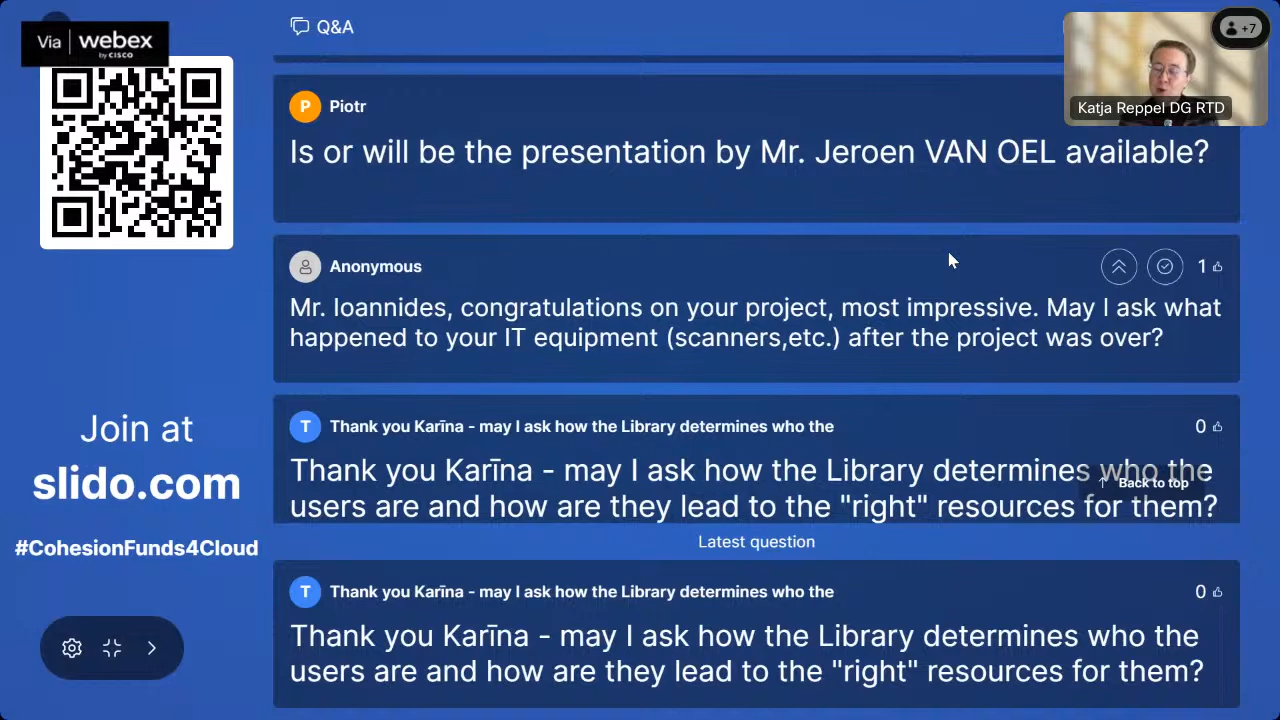 Via webex
by CISCO
Q&A
+7
Katja Reppel DG RTD
P Piotr
Is or will be the presentation by Mr. Jeroen VAN OEL available?
Anonymous
1
Mr. Ioannides, congratulations on your project, most impressive. May I ask what
happened to your IT equipment (scanners,etc.) after the project was over?
T Thank you Karīna - may I ask how the Library determines who the
0
Thank you Karīna - may I ask how the Library determines who the
users are and how are they lead to the "right" resources for them?
↑ Back to top
Latest question
T Thank you Karīna - may I ask how the Library determines who the
0
Thank you Karīna - may I ask how the Library determines who the
users are and how are they lead to the "right" resources for them?
Join at
slido.com
#CohesionFunds4Cloud